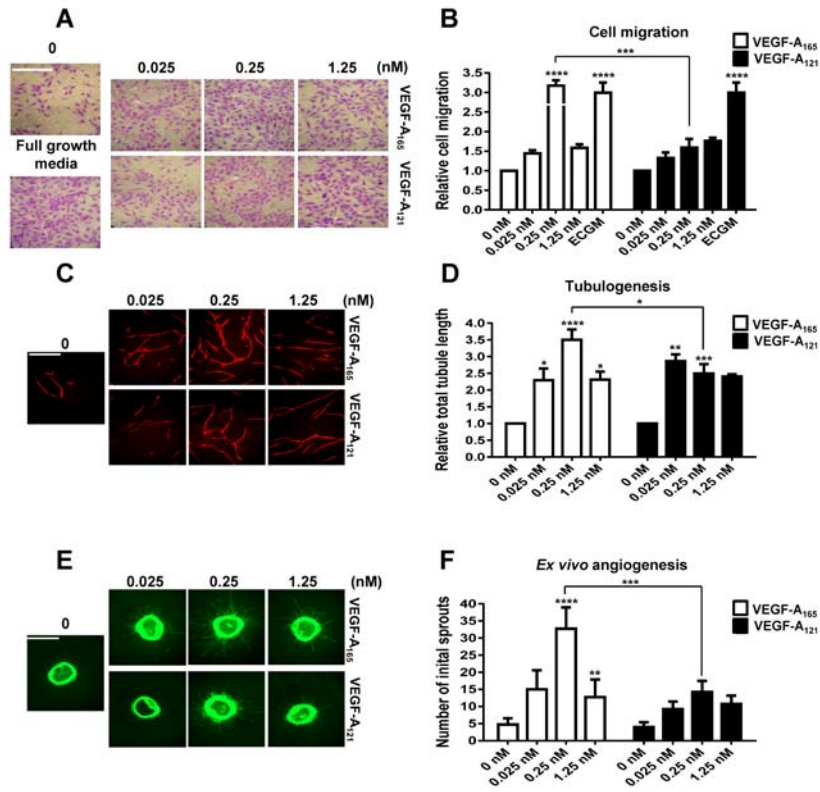 A
0
0.025 0.25 1.25 (nM)
VEGF-A165
VEGF-A121
Full growth
media
B
Cell migration
VEGF-A165
VEGF-A121
***
**** **** ****
Relative cell migration
3.5
3.0
2.5
2.0
1.5
1.0
0.5
0.0
0 nM 0.025 nM 0.25 nM 1.25 nM ECGM 0 nM 0.025 nM 0.25 nM 1.25 nM ECGM
C
0
0.025 0.25 1.25 (nM)
VEGF-A165
VEGF-A121
D
Tubulogenesis
VEGF-A165
VEGF-A121
*
* **** * ** ***
Relative total tubule length
4.0
3.5
3.0
2.5
2.0
1.5
1.0
0.5
0.0
0 nM 0.025 nM 0.25 nM 1.25 nM 0 nM 0.025 nM 0.25 nM 1.25 nM
E
0
0.025 0.25 1.25 (nM)
VEGF-A165
VEGF-A121
F
Ex vivo angiogenesis
VEGF-A165
VEGF-A121
***
**** **
Number of inital sprouts
40
35
30
25
20
15
10
5
0
0 nM 0.025 nM 0.25 nM 1.25 nM 0 nM 0.025 nM 0.25 nM 1.25 nM